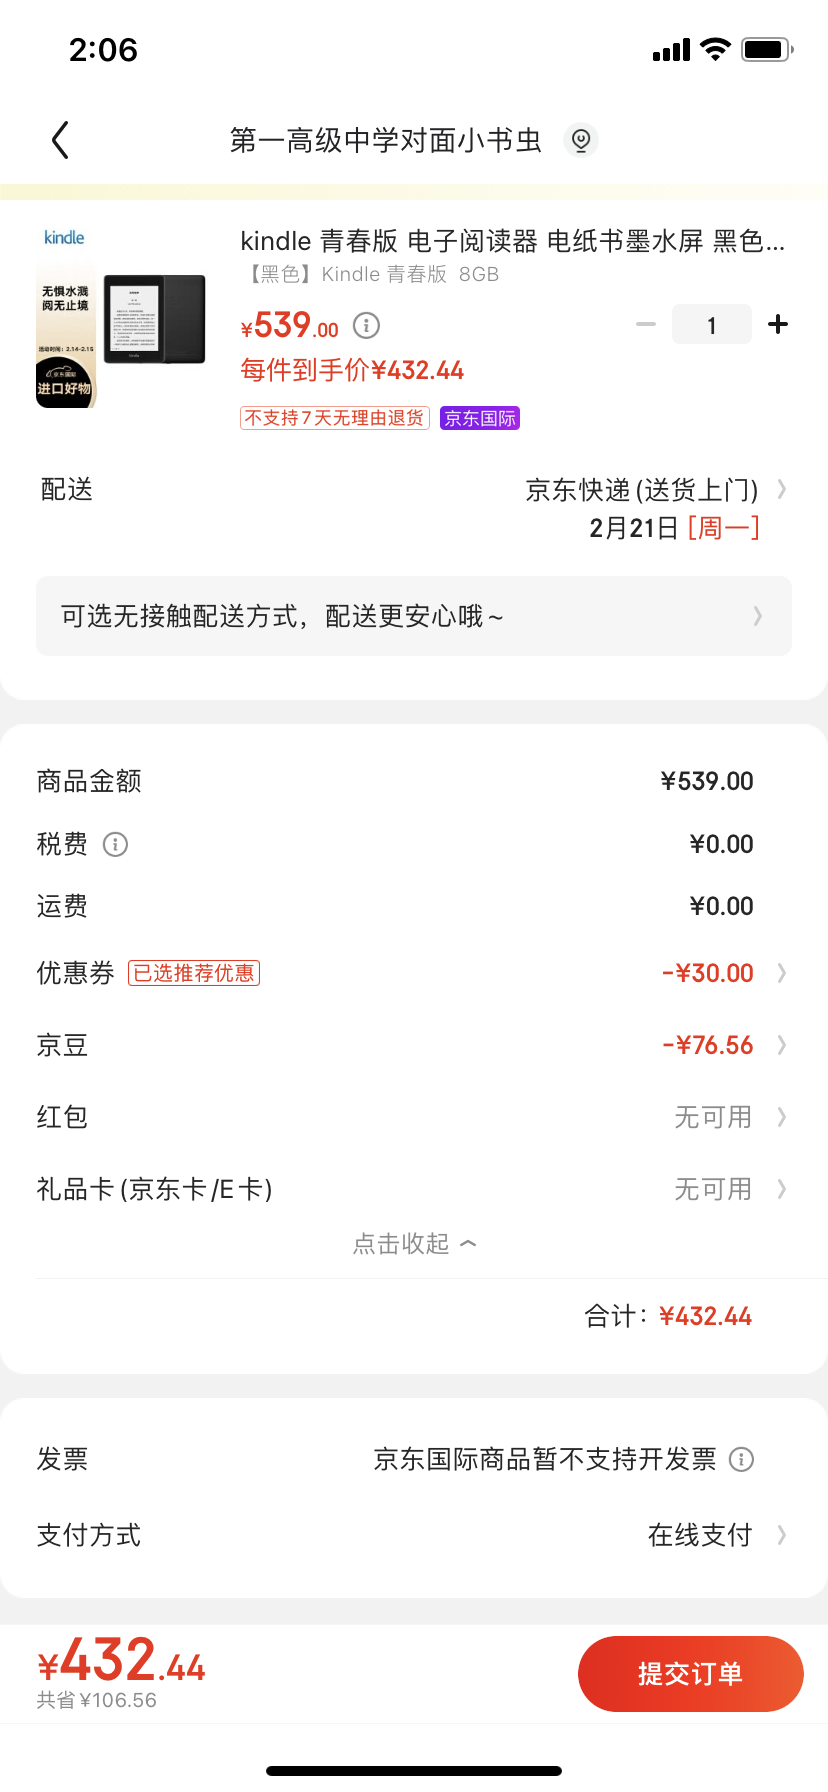 2:06
第一高级中学对面小书虫
kindle
无惧水溅
阅无止境
活动时间：2.14-2.15
京东国际
进口好物
kindle 青春版 电子阅读器 电纸书墨水屏 黑色...
【黑色】Kindle 青春版 8GB
¥539.00
1
每件到手价¥432.44
不支持7天无理由退货 京东国际
配送 京东快递(送货上门)
2月21日 [周一]
可选无接触配送方式，配送更安心哦~
商品金额 ¥539.00
税费 ¥0.00
运费 ¥0.00
优惠券 已选推荐优惠 -¥30.00
京豆 -¥76.56
红包 无可用
礼品卡(京东卡/E卡) 无可用
点击收起
合计：¥432.44
发票 京东国际商品暂不支持开发票
支付方式 在线支付
¥432.44
共省¥106.56
提交订单